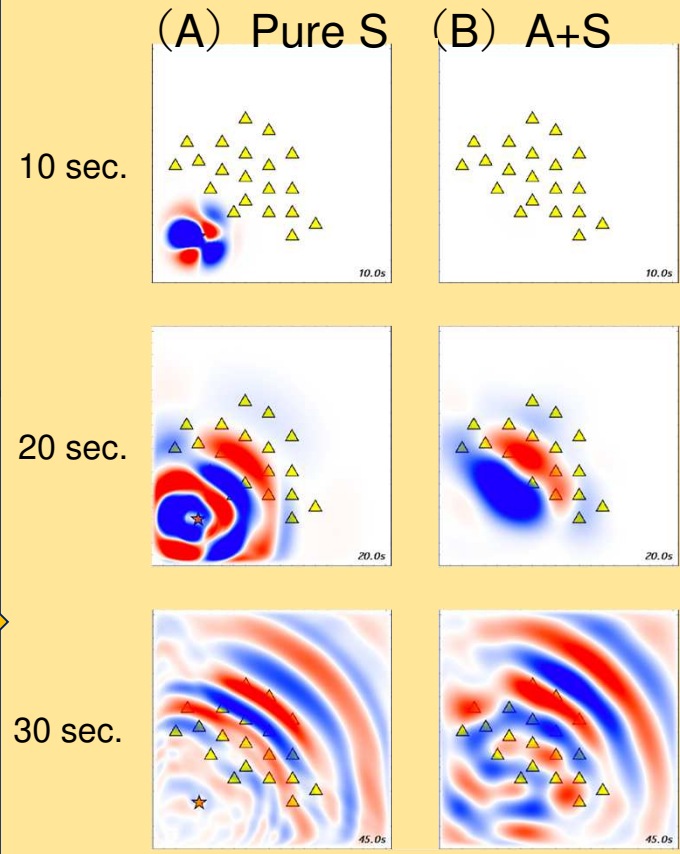 （A）Pure S （B）A+S
10 sec.
10.0s 10.0s
20 sec.
20.0s 20.0s
30 sec.
45.0s 45.0s